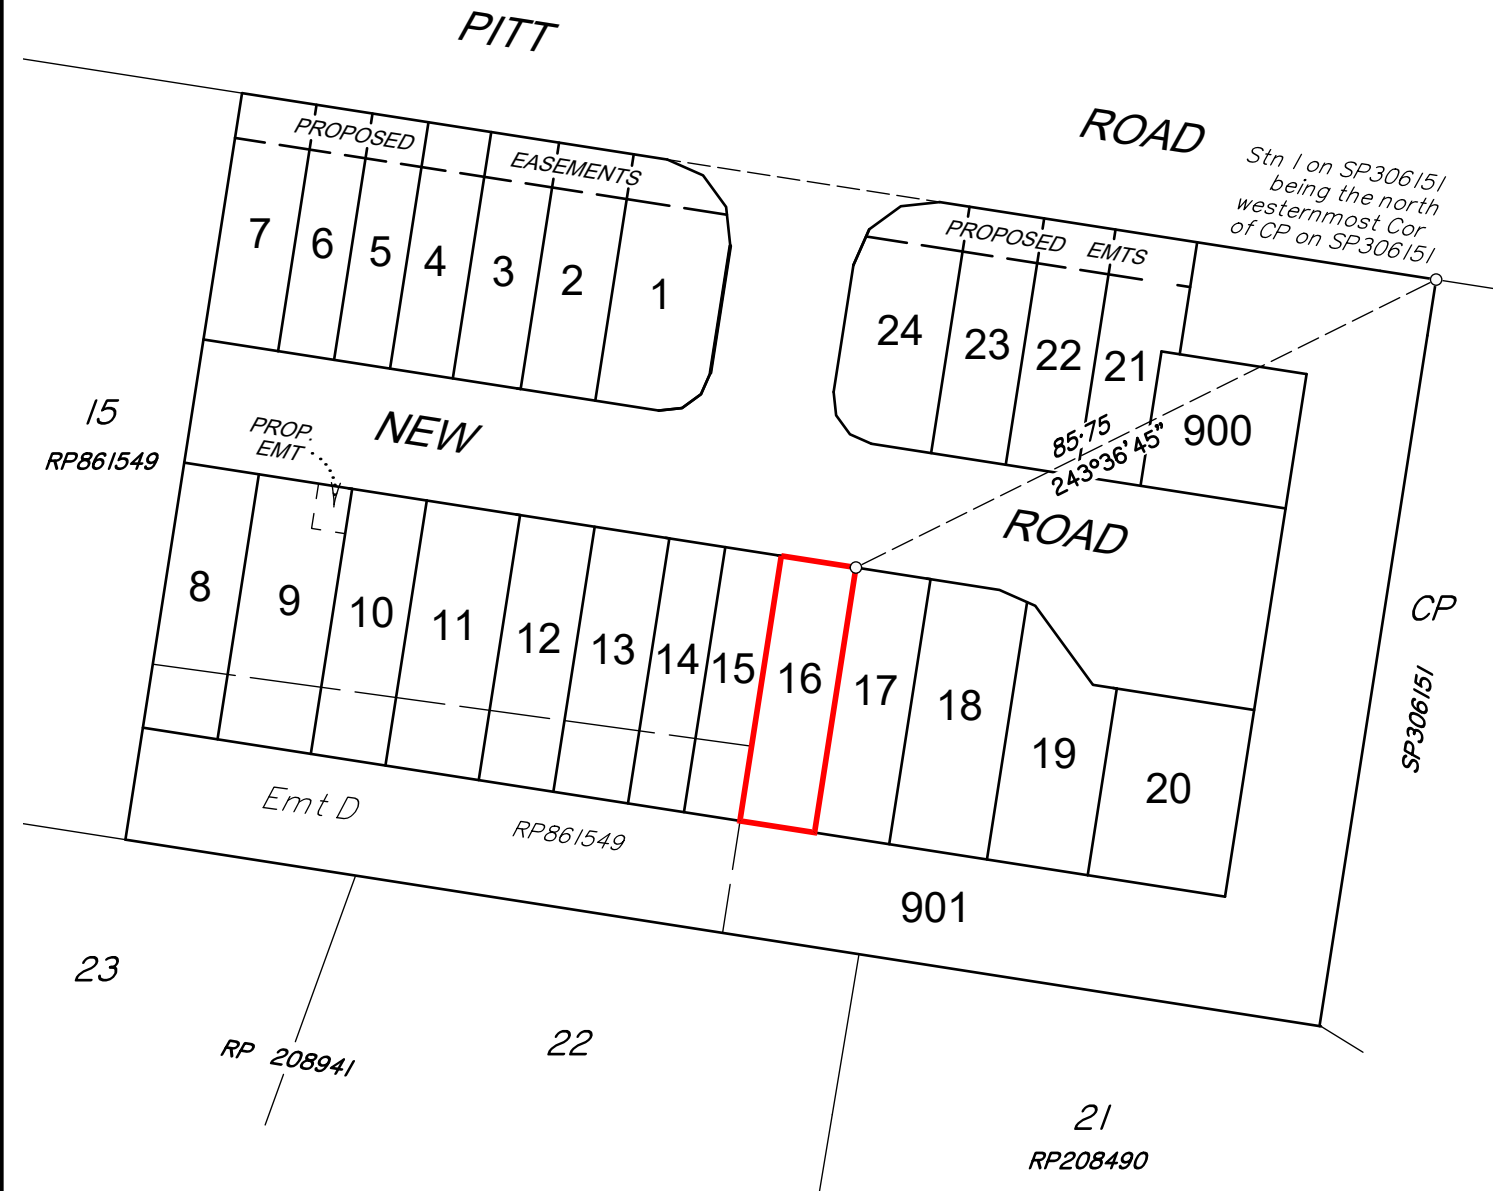 PITT
ROAD
Stn 1 on SP306151
being the north
westernmost Cor
of CP on SP306151
PROPOSED
EASEMENTS
PROPOSED EMTS
7
6
5
4
3
2
1
24
23
22
21
900
15
RP861549
PROP.
EMT
NEW
85·75
243°36'45"
ROAD
8
9
10
11
12
13
14
15
16
17
18
19
20
CP
SP306151
Emt D
RP861549
901
23
RP 208941
22
21
RP208490